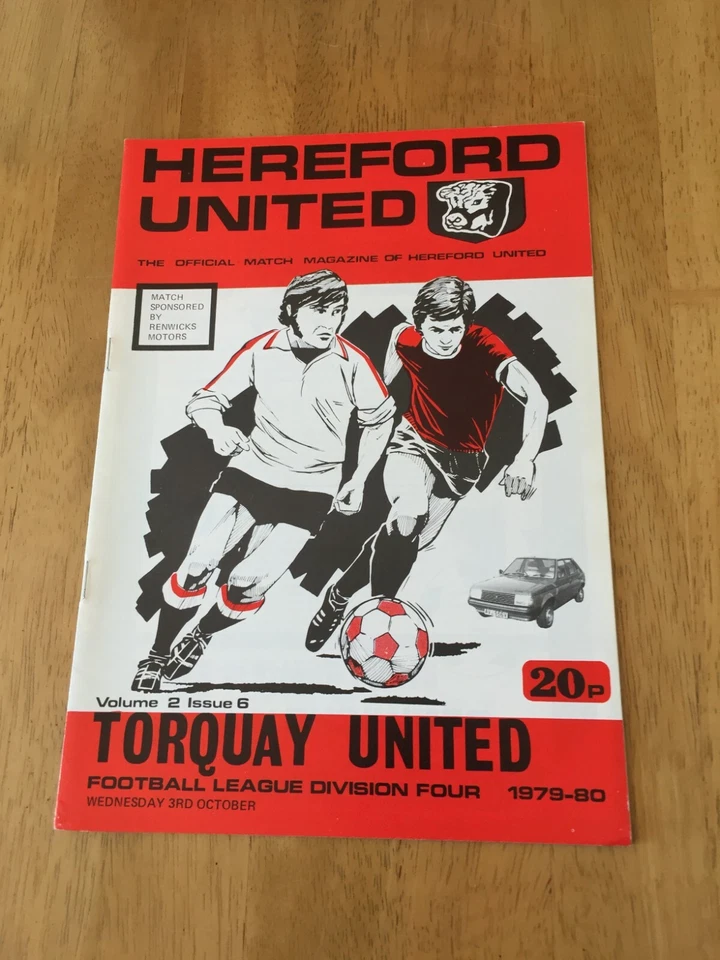 HEREFORD
UNITED
THE OFFICIAL MATCH MAGAZINE OF HEREFORD UNITED
MATCH
SPONSORED
BY
RENWICKS
MOTORS
20P
Volume 2 Issue 6
TORQUAY UNITED
FOOTBALL LEAGUE DIVISION FOUR 1979-80
WEDNESDAY 3RD OCTOBER